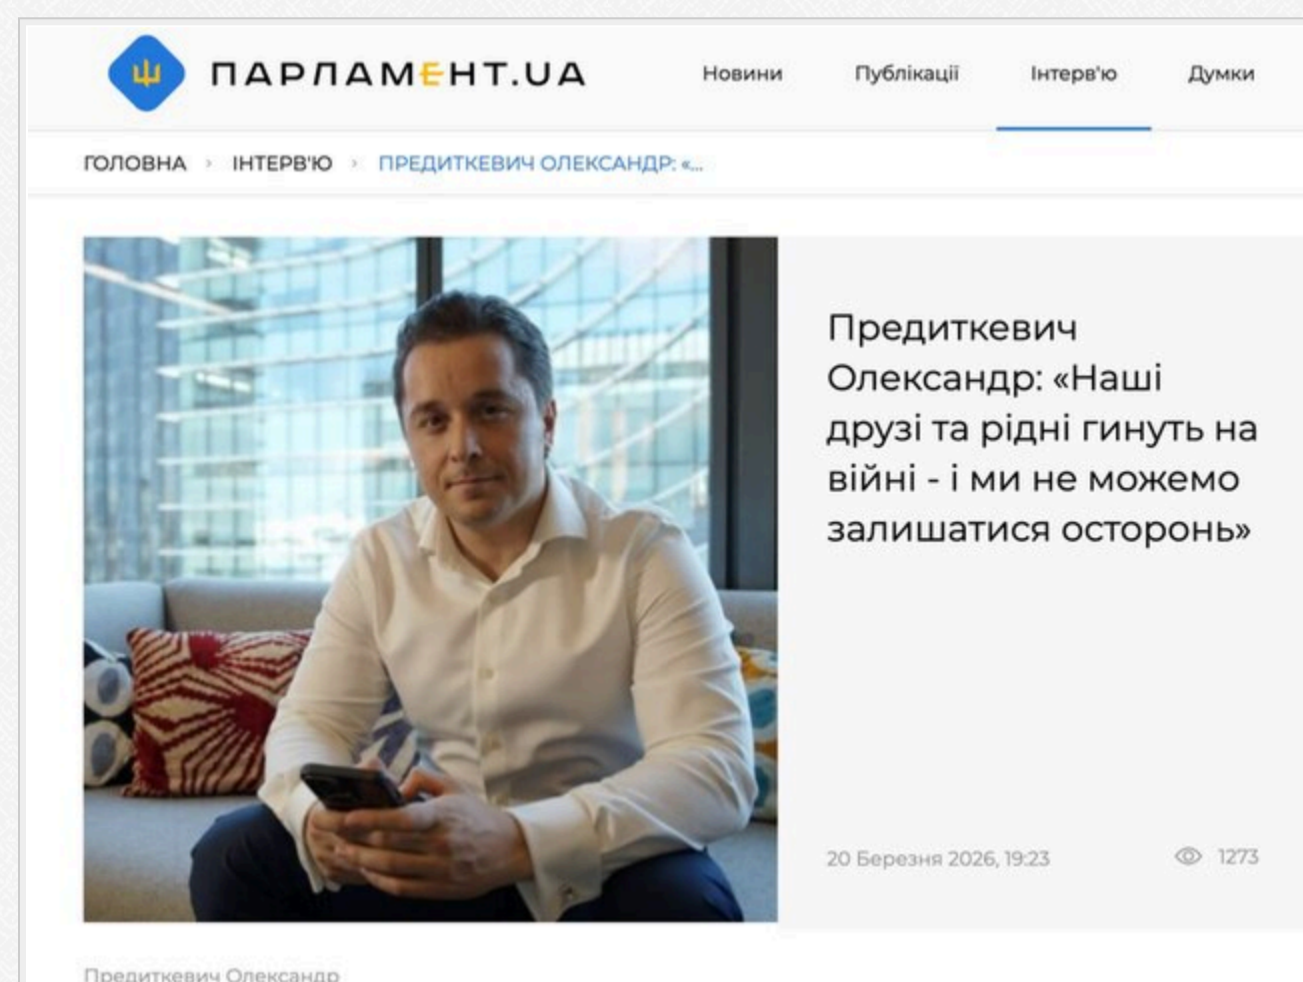 ПАРЛАМЕНТ.UA
Новини
Публікації
Інтерв'ю
Думки
ГОЛОВНА › ІНТЕРВ'Ю › ПРЕДИТКЕВИЧ ОЛЕКСАНДР: «...
Предиткевич
Олександр: «Наші
друзі та рідні гинуть на
війні - і ми не можемо
залишатися осторонь»
20 Березня 2026, 19:23
1273
Предиткевич Олександр